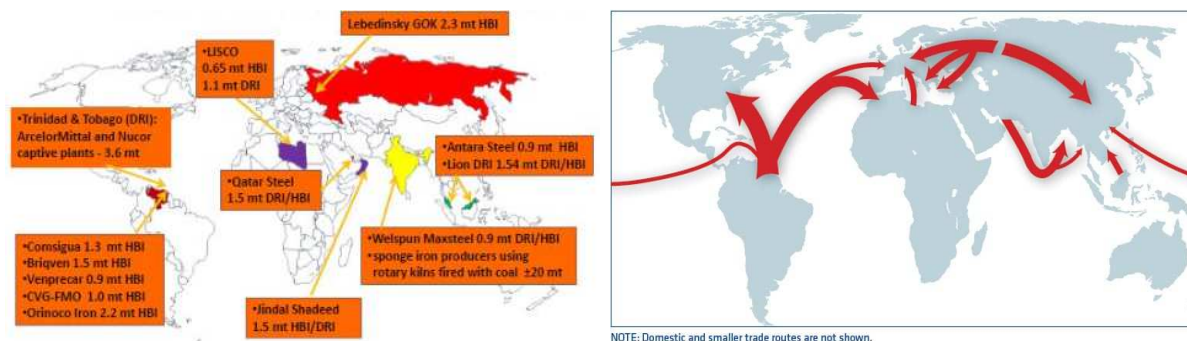 Lebedinsky GOK 2.3 mt HBI
•LISCO
0.65 mt HBI
1.1 mt DRI
•Trinidad & Tobago (DRI):
ArcelorMittal and Nucor
captive plants - 3.6 mt
•Antara Steel 0.9 mt HBI
•Lion DRI 1.54 mt DRI/HBI
•Qatar Steel
1.5 mt DRI/HBI
•Comsigua 1.3 mt HBI
•Briqven 1.5 mt HBI
•Venprecar 0.9 mt HBI
•CVG-FMO 1.0 mt HBI
•Orinoco Iron 2.2 mt HBI
•Welspun Maxsteel 0.9 mt DRI/HBI
•sponge iron producers using
rotary kilns fired with coal ±20 mt
•Jindal Shadeed
1.5 mt HBI/DRI
NOTE: Domestic and smaller trade routes are not shown.